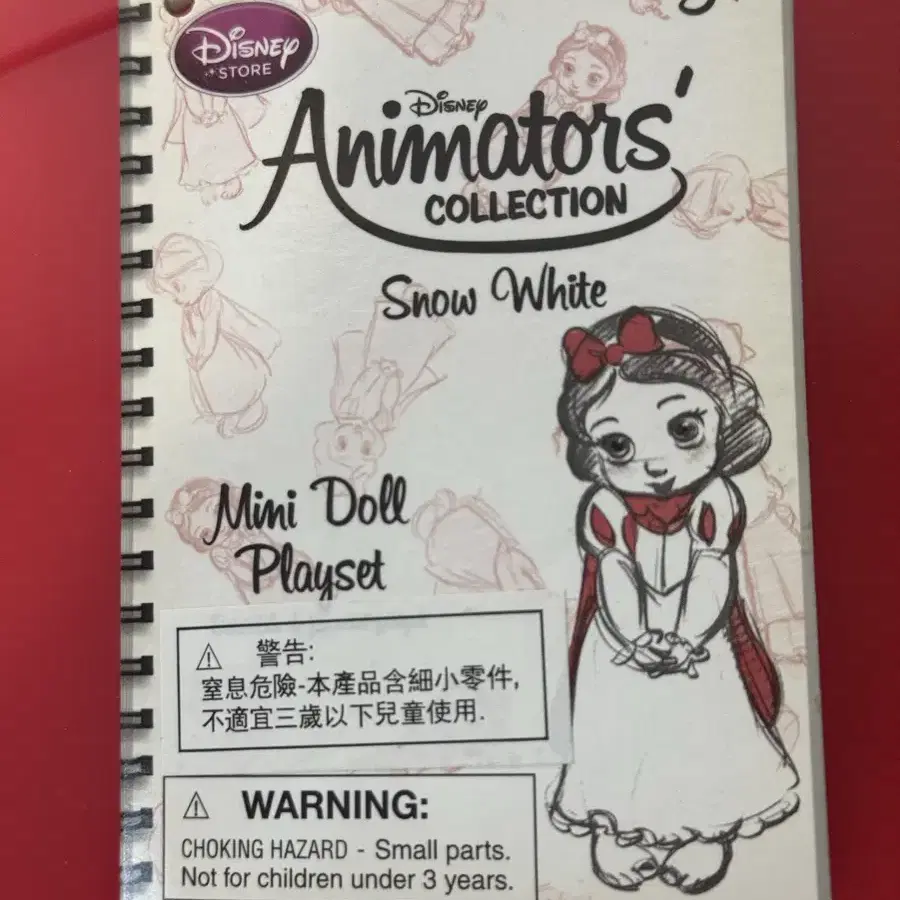 Disney
STORE
Disney
Animators'
COLLECTION
Snow White
Mini Doll
Playset
⚠ 警告:
窒息危險-本產品含細小零件,
不適宜三歲以下兒童使用.
⚠ WARNING:
CHOKING HAZARD - Small parts.
Not for children under 3 years.